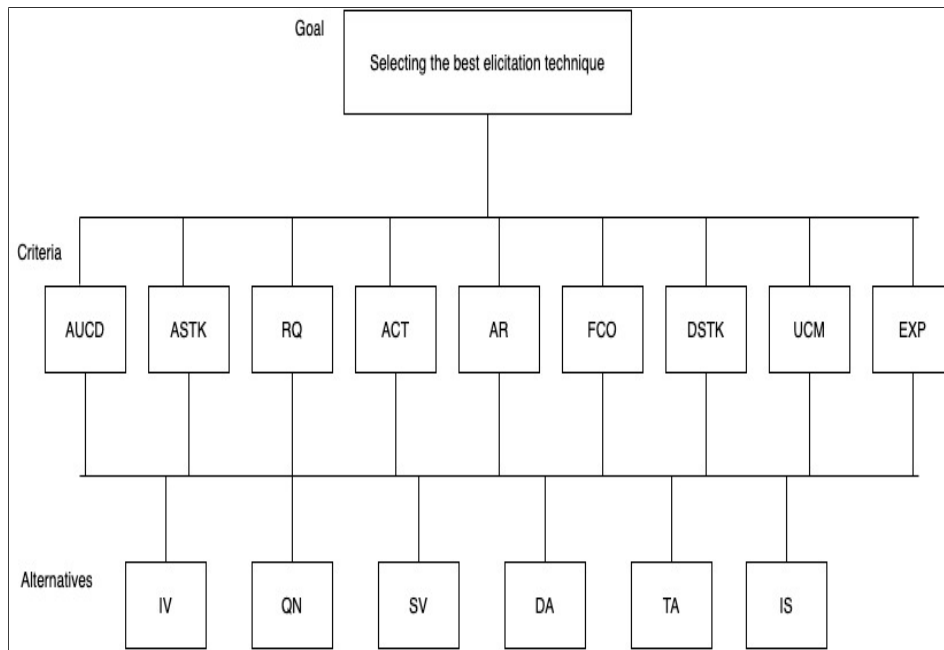 Goal
Selecting the best elicitation technique
Criteria
AUCD ASTK RQ ACT AR FCO DSTK UCM EXP
Alternatives
IV QN SV DA TA IS